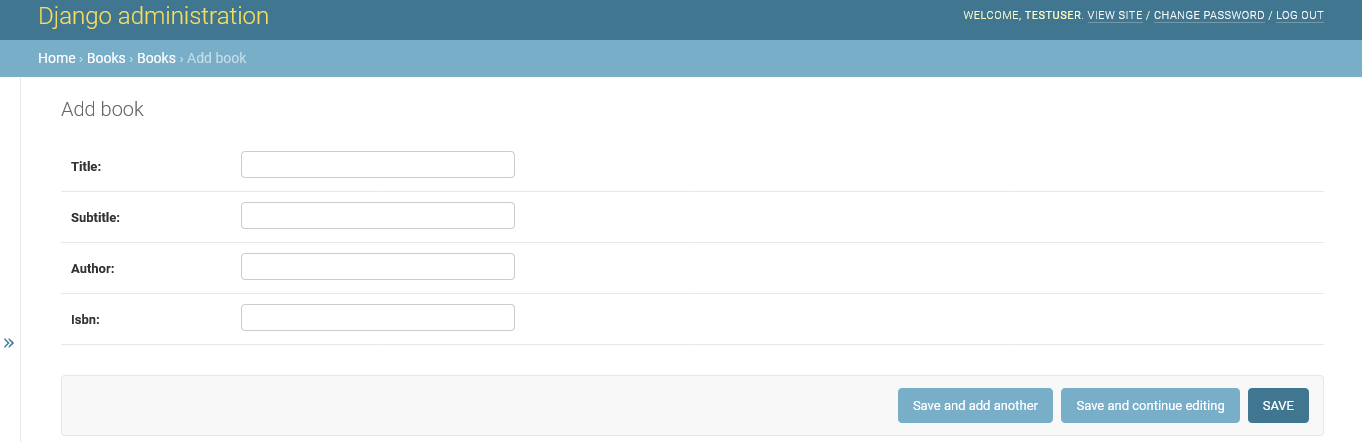 Django administration
WELCOME, TESTUSER. VIEW SITE / CHANGE PASSWORD / LOG OUT
Home › Books › Books › Add book
Add book
Title:
Subtitle:
Author:
Isbn:
»
Save and add another
Save and continue editing
SAVE